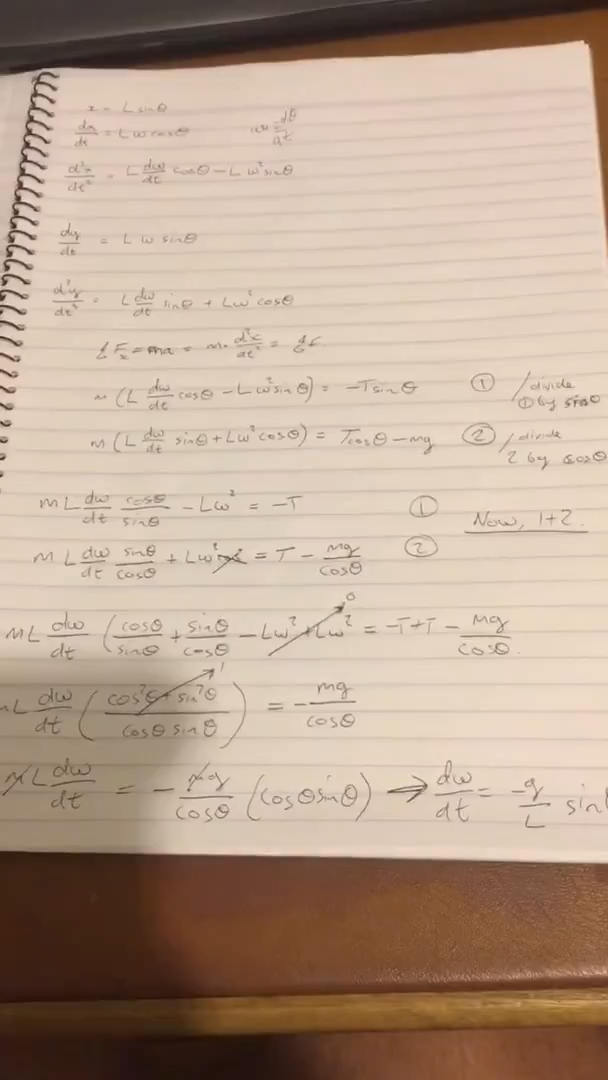 x = L sinθ
dx/dt = L ω cosθ    ω = dθ/dt
d²x/dt² = L dω/dt cosθ - L ω² sinθ
dy/dt = L ω sinθ
d²y/dt² = L dω/dt sinθ + Lω² cosθ
ΣFx = ma = m · d²x/dt² = ΣF
m (L dω/dt cosθ - L ω² sinθ) = -T sinθ    ① /divide ① by sinθ
m (L dω/dt sinθ + Lω² cosθ) = T cosθ - mg    ② /divide 2 by cosθ
mL dω/dt cosθ/sinθ - Lω² = -T    ①
Now, 1+2.
mL dω/dt sinθ/cosθ + Lω² = T - mg/cosθ    ②
mL dω/dt (cosθ/sinθ + sinθ/cosθ - Lω² + Lω² = -T+T - mg/cosθ    0
mL dω/dt (cos²θ + sin²θ / cosθ sinθ) = - mg/cosθ    1
mL dω/dt = - mg/cosθ (cosθ sinθ) → dω/dt = -g/L sin